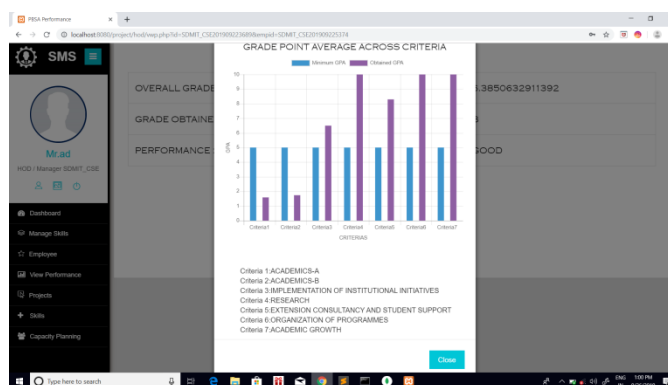 PBSA Performance
localhost:8080/project/hod/vwp.php?id=SDMIT_CSE20190922368&empid=SDMIT_CSE201909225374
SMS
GRADE POINT AVERAGE ACROSS CRITERIA
Minimum GPA Obtained GPA
10
9
8
7
6
5
4
3
2
1
0
GPA
Criteria1 Criteria2 Criteria3 Criteria4 Criteria5 Criteria6 Criteria7
CRITERIAS
OVERALL GRADE
.3850632911392
GRADE OBTAINE
PERFORMANCE
GOOD
Mr.ad
HOD / Manager SDMIT_CSE
Dashboard
Manage Skills
Employee
View Performance
Projects
Skills
Capacity Planning
Criteria 1:ACADEMICS-A
Criteria 2:ACADEMICS-B
Criteria 3:IMPLEMENTATION OF INSTITUTIONAL INITIATIVES
Criteria 4:RESEARCH
Criteria 5:EXTENSION CONSULTANCY AND STUDENT SUPPORT
Criteria 6:ORGANIZATION OF PROGRAMMES
Criteria 7:ACADEMIC GROWTH
Close
Type here to search
ENG
1:00 PM